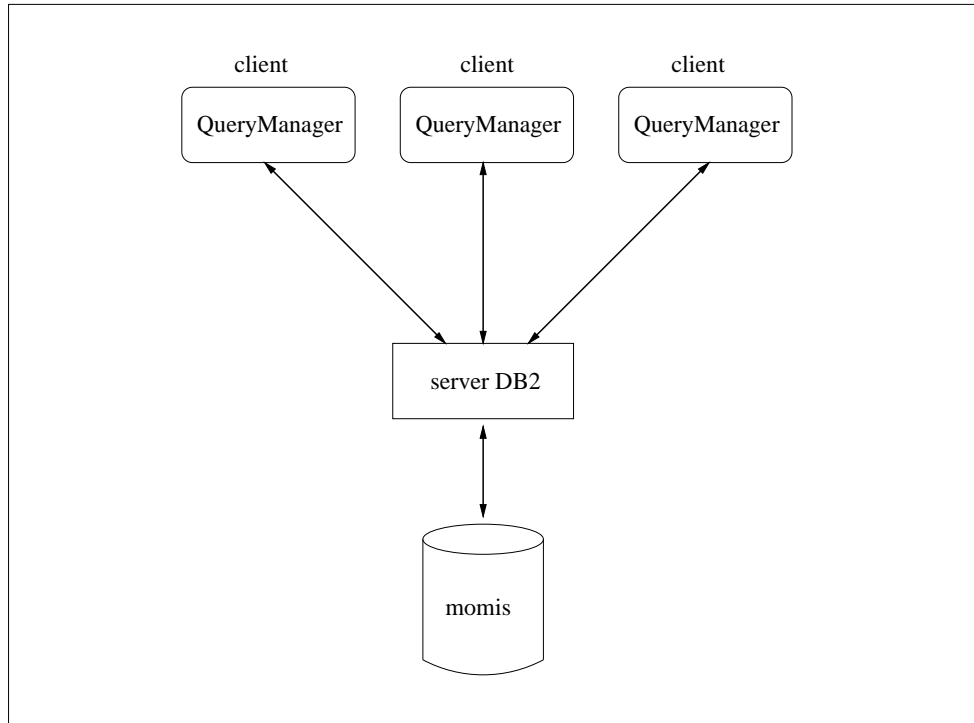 client client client
QueryManager QueryManager QueryManager
server DB2
momis